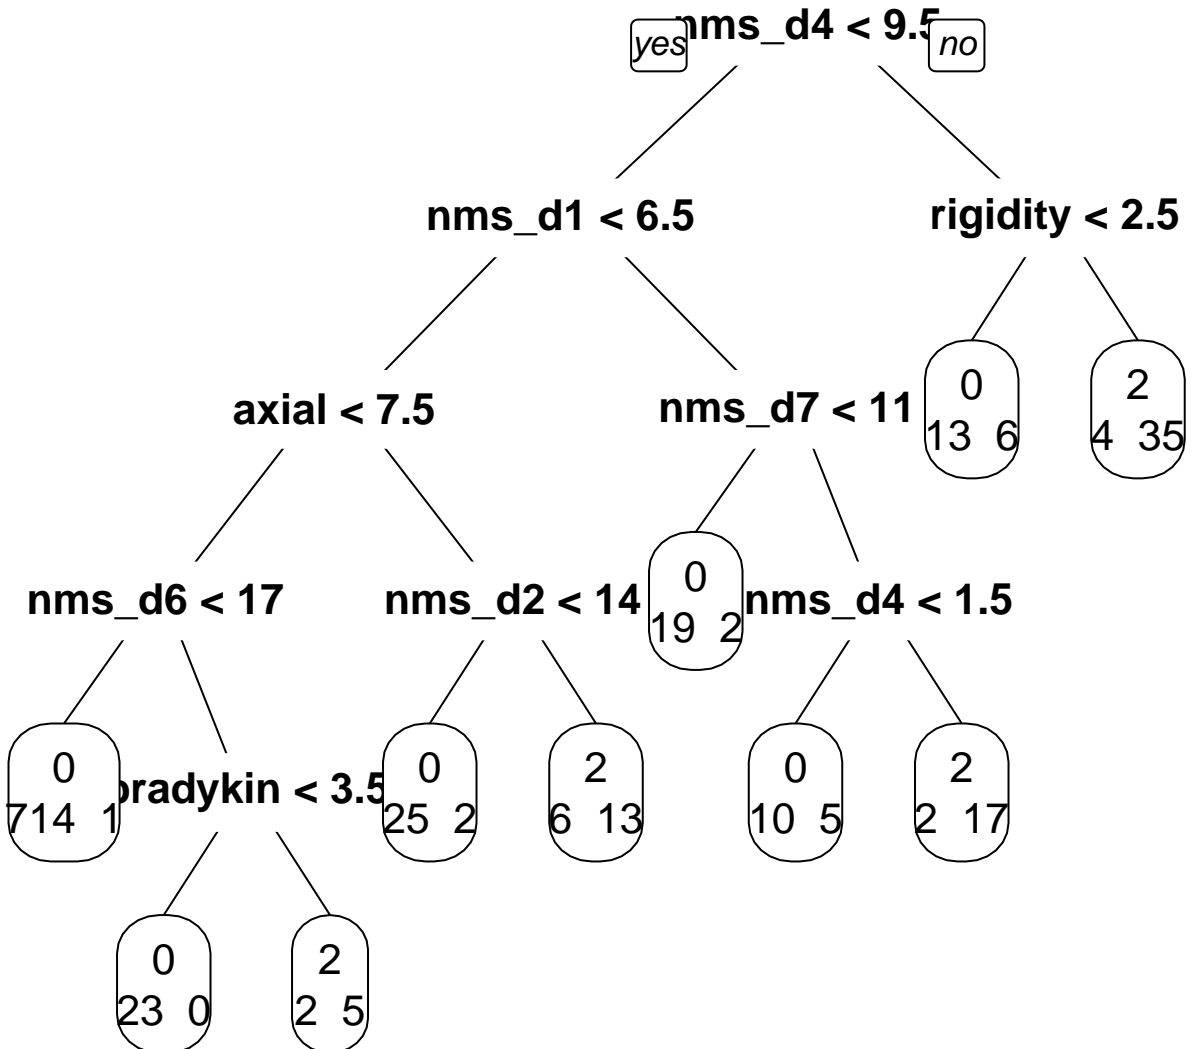 nms_d4 < 9.5
yes no
nms_d1 < 6.5 rigidity < 2.5
axial < 7.5 nms_d7 < 11 0 2
13 6 4 35
nms_d6 < 17 nms_d2 < 14 0 nms_d4 < 1.5
19 2
0 bradykin < 3.5 0 2 0 2
714 1 25 2 6 13 10 5 2 17
0 2
23 0 2 5